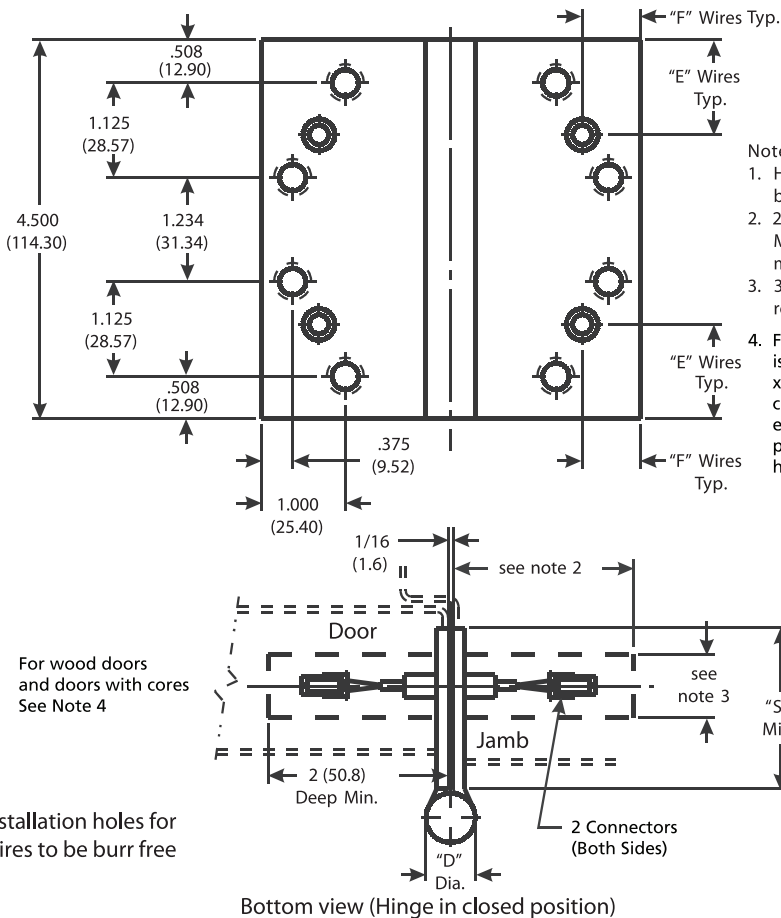 "F" Wires Typ.
.508
(12.90)
"E" Wires
Typ.
1.125
(28.57)
4.500
(114.30)
1.234
(31.34)
1.125
(28.57)
.508
(12.90)
"E" Wires
Typ.
.375
(9.52)
"F" Wires
Typ.
1.000
(25.40)
1.
2. 2
3. 3
4. F
is
x
c
e
p
h
1/16
(1.6)
see note 2
Door
For wood doors
and doors with cores
See Note 4
see
note 3
Jamb
2 (50.8)
Deep Min.
2 Connectors
(Both Sides)
"D"
Dia.
ires to be burr free
holes for
Bottom view (Hinge in closed position)